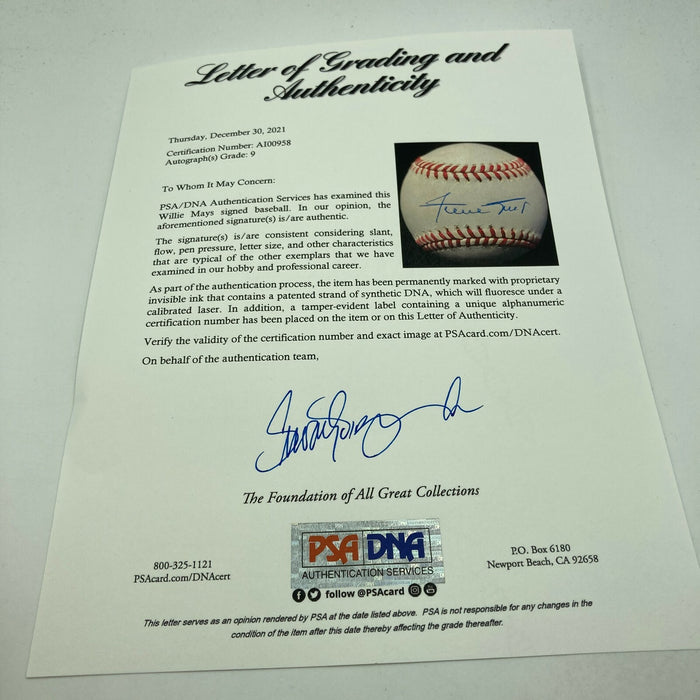 Letter of Grading and
Authenticity
Thursday, December 30, 2021
Certification Number: AI00958
Autograph(s) Grade: 9
To Whom It May Concern:
PSA/DNA Authentication Services has examined this
Willie Mays signed baseball. In our opinion, the
aforementioned signature(s) is/are authentic.
The signature(s) is/are consistent considering slant,
flow, pen pressure, letter size, and other characteristics
that are typical of the other exemplars that we have
examined in our hobby and professional career.
As part of the authentication process, the item has been permanently marked with proprietary
invisible ink that contains a patented strand of synthetic DNA, which will fluoresce under a
calibrated laser. In addition, a tamper-evident label containing a unique alphanumeric
certification number has been placed on the item or on this Letter of Authenticity.
Verify the validity of the certification number and exact image at PSAcard.com/DNAcert.
On behalf of the authentication team,
The Foundation of All Great Collections
800-325-1121
PSAcard.com/DNAcert
PSA DNA
AUTHENTICATION SERVICES
follow @PSAcard
P.O. Box 6180
Newport Beach, CA 92658
This letter serves as an opinion rendered by PSA at the date listed above. PSA is not responsible for any changes in the
condition of the item after this date thereby affecting the grade thereafter.